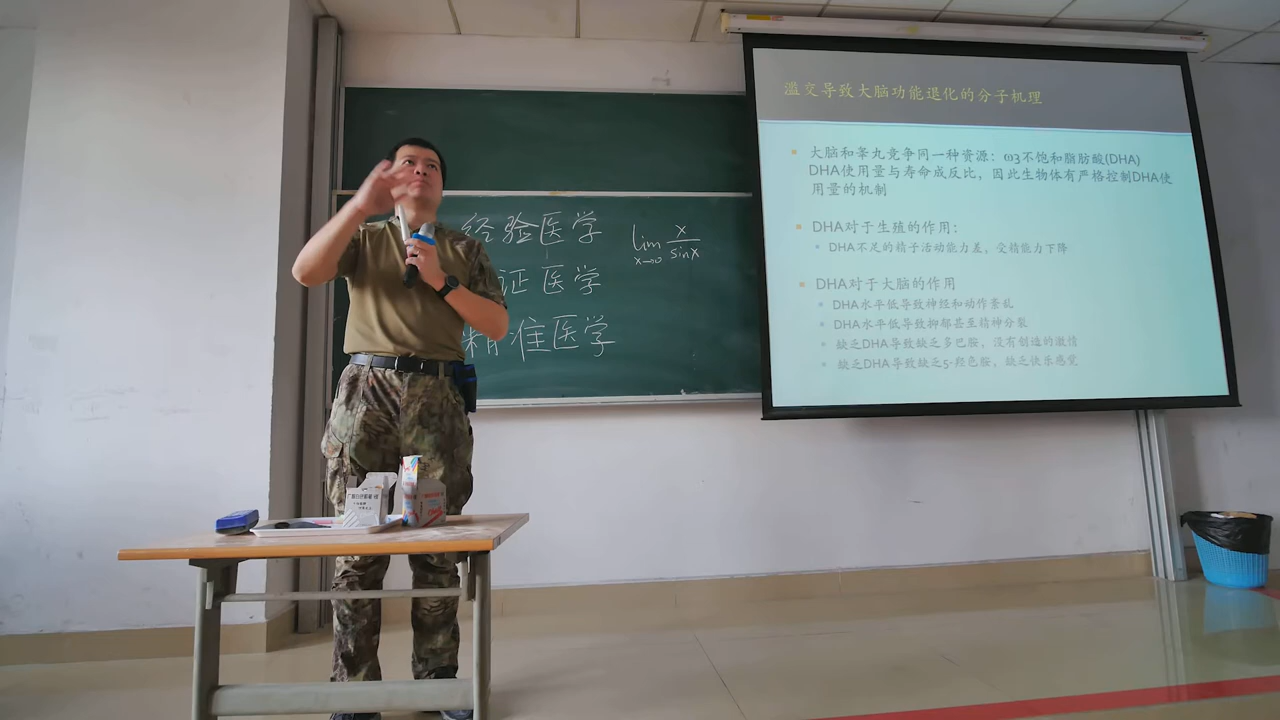 经验医学
证医学
精准医学
lim x→0 x/sinx
滥交导致大脑功能退化的分子机理
大脑和睾丸竞争同一种资源：ω3不饱和脂肪酸(DHA)
DHA使用量与寿命成反比，因此生物体有严格控制DHA使
用量的机制
DHA对于生殖的作用：
DHA不足的精子活动能力差，受精能力下降
DHA对于大脑的作用
DHA水平低导致神经和动作紊乱
DHA水平低导致抑郁甚至精神分裂
缺乏DHA导致缺乏多巴胺，没有创造的激情
缺乏DHA导致缺乏5-羟色胺，缺乏快乐感觉